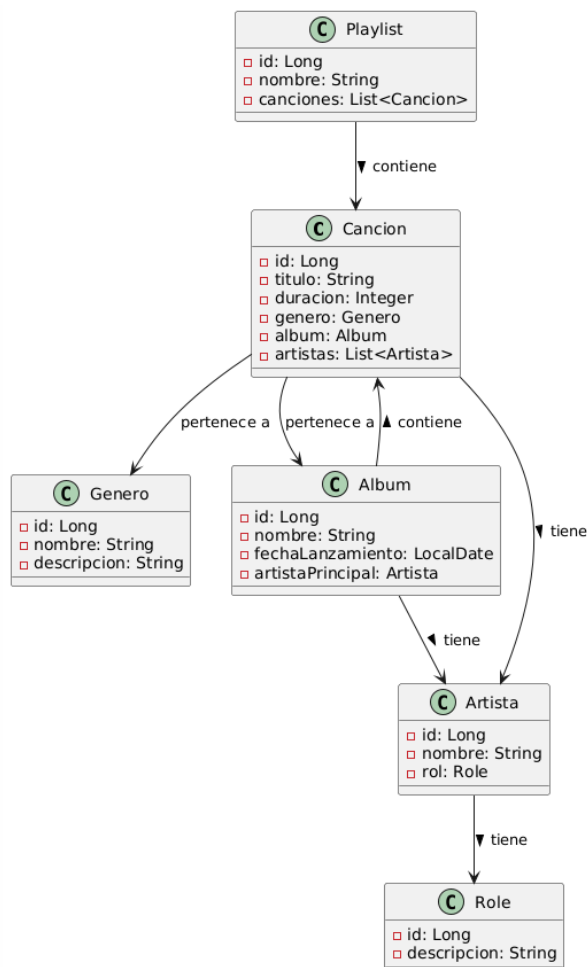 C Playlist
id: Long
nombre: String
canciones: List<Cancion>
contiene
C Cancion
id: Long
titulo: String
duracion: Integer
genero: Genero
album: Album
artistas: List<Artista>
pertenece a
pertenece a
contiene
C Genero
id: Long
nombre: String
descripcion: String
C Album
id: Long
nombre: String
fechaLanzamiento: LocalDate
artistaPrincipal: Artista
tiene
tiene
C Artista
id: Long
nombre: String
rol: Role
tiene
C Role
id: Long
descripcion: String